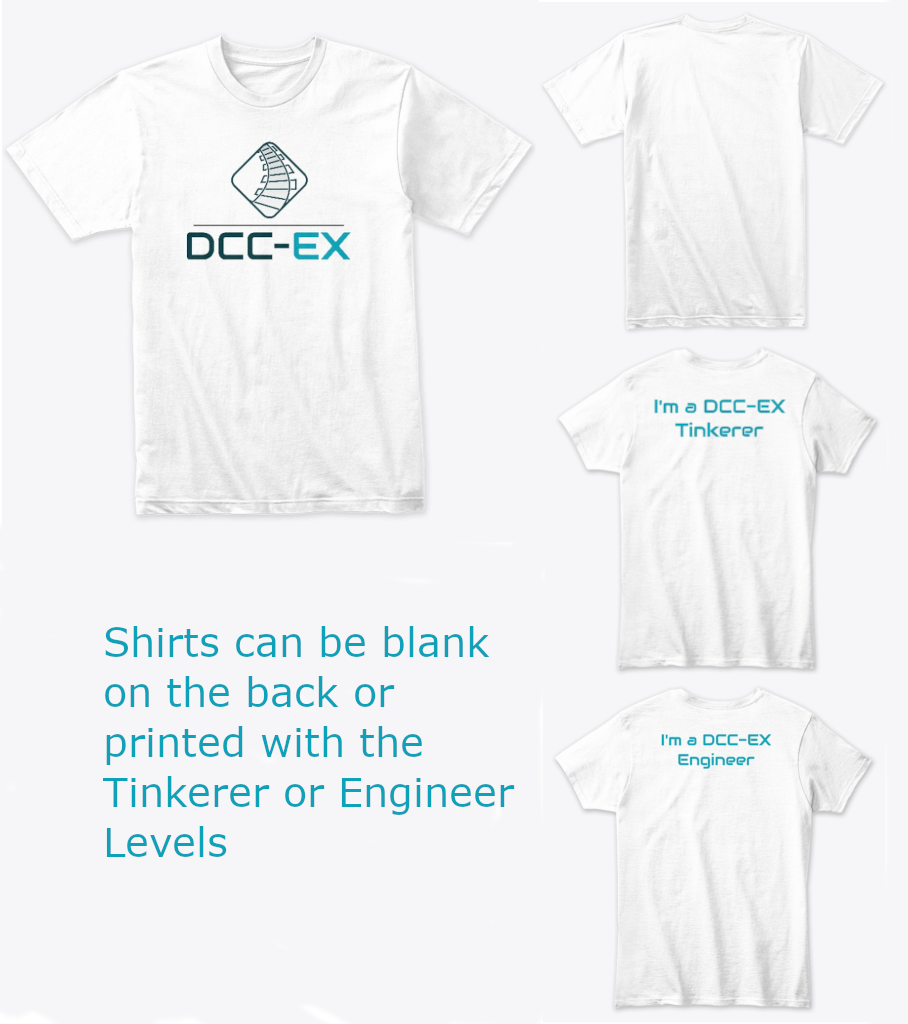 DCC-EX
I'm a DCC-EX
Tinkerer
Shirts can be blank
on the back or
printed with the
Tinkerer or Engineer
Levels
I'm a DCC-EX
Engineer